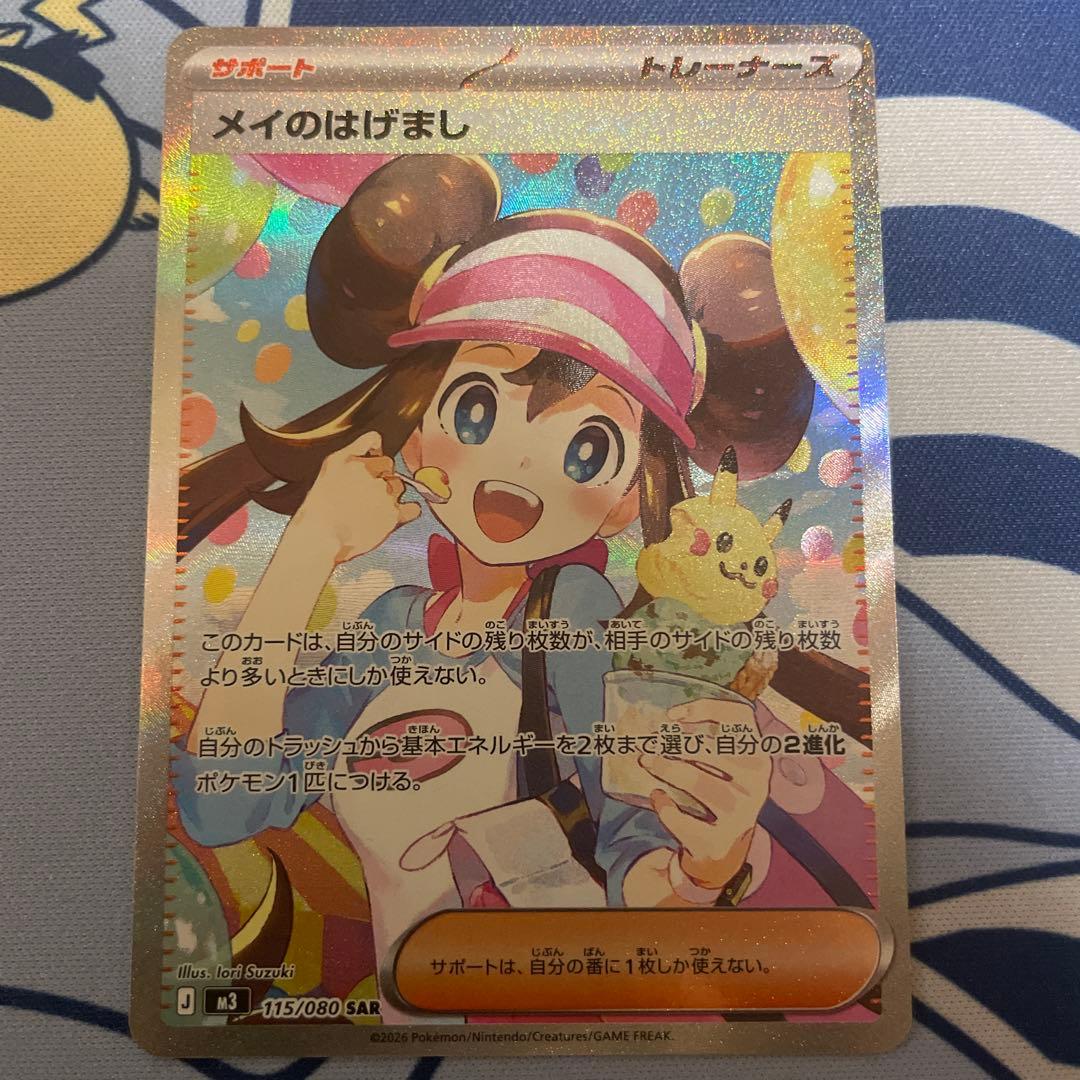 サポート
トレーナーズ
メイのはげまし
このカードは、自分のサイドの残り枚数が、相手のサイドの残り枚数
より多いときにしか使えない。
自分のトラッシュから基本エネルギーを2枚まで選び、自分の2進化
ポケモン1匹につける。
サポートは、自分の番に1枚しか使えない。
Illus. Iori Suzuki
J M3 115/080 SAR
©2026 Pokémon/Nintendo/Creatures/GAME FREAK.